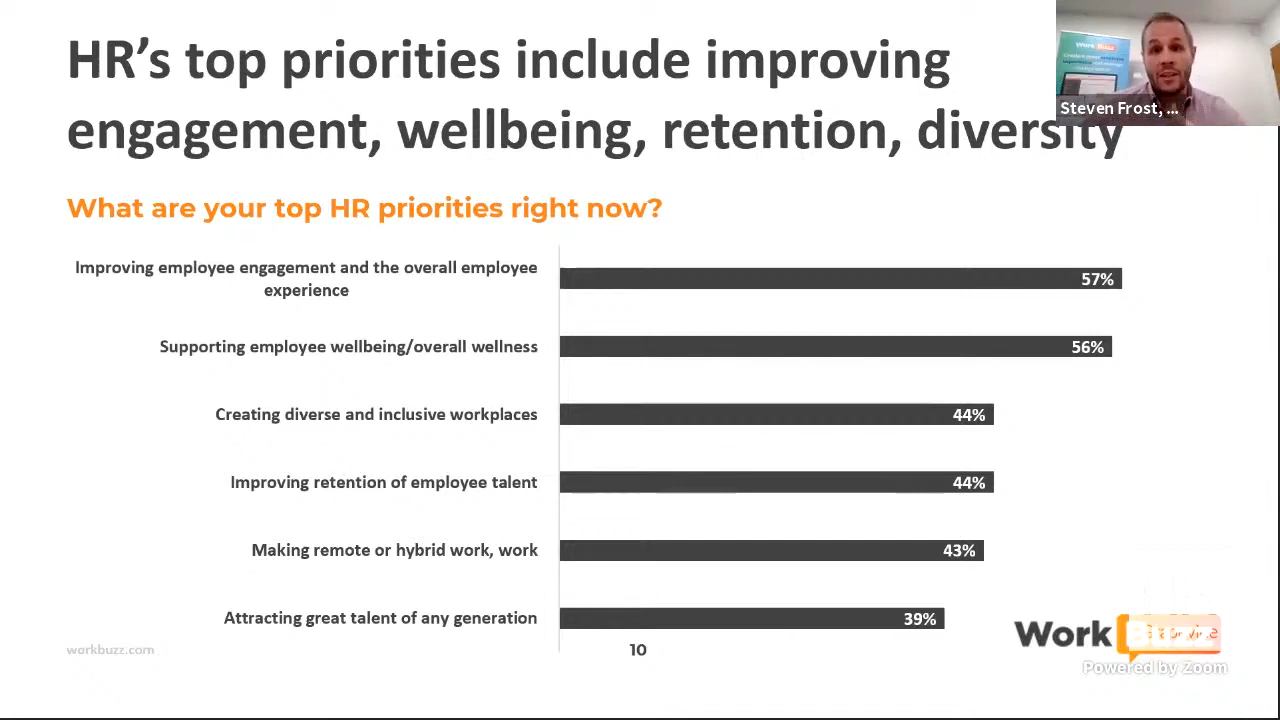 HR's top priorities include improving
engagement, wellbeing, retention, diversity
Work Buzz
Steven Frost, ...
What are your top HR priorities right now?
Improving employee engagement and the overall employee
experience
57%
Supporting employee wellbeing/overall wellness
56%
Creating diverse and inclusive workplaces
44%
Improving retention of employee talent
44%
Making remote or hybrid work, work
43%
Attracting great talent of any generation
39%
workbuzz.com
10
Work Buzz
Powered by Zoom